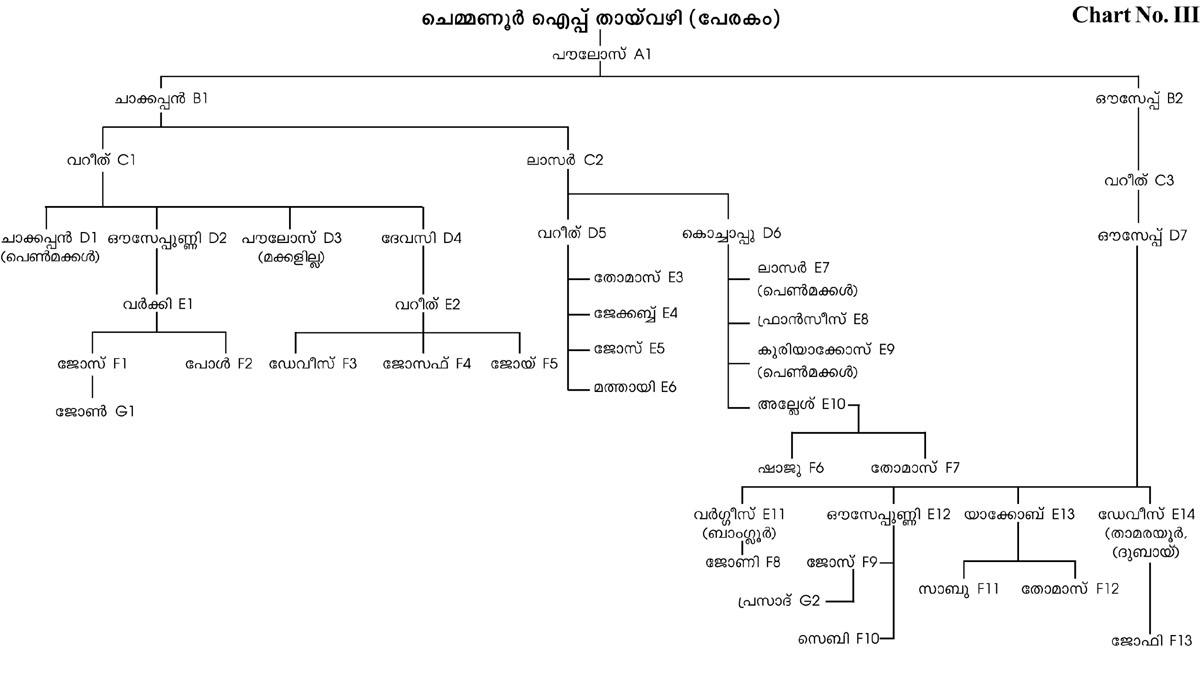 ചെമ്മണൂർ ഐപ്പ് തായ്‌വഴി (പേരകം)
Chart No. III
പൗലോസ് A1
ചാക്കപ്പൻ B1
ഔസേപ്പ് B2
വറീത് C1
ലാസർ C2
വറീത് C3
ചാക്കപ്പൻ D1
(പെൺമക്കൾ)
ഔസേപ്പുണ്ണി D2
പൗലോസ് D3
(മക്കളില്ല)
ദേവസി D4
വറീത് D5
കൊച്ചാപ്പു D6
ഔസേപ്പ് D7
വർക്കി E1
വറീത് E2
തോമാസ് E3
ജേക്കബ്ബ് E4
ജോസ് E5
മത്തായി E6
ലാസർ E7
(പെൺമക്കൾ)
ഫ്രാൻസീസ് E8
കുരിയാക്കോസ് E9
(പെൺമക്കൾ)
അല്ലേശ് E10
ജോസ് F1
പോൾ F2
ഡേവീസ് F3
ജോസഫ് F4
ജോയ് F5
ജോൺ G1
ഷാജു F6
തോമാസ് F7
വർഗ്ഗീസ് E11
(ബാംഗ്ലൂർ)
ഔസേപ്പുണ്ണി E12
യാക്കോബ് E13
ഡേവീസ് E14
(താമരയൂർ,
(ദുബായ്)
ജോണി F8
ജോസ് F9
പ്രസാദ് G2
സെബി F10
സാബു F11
തോമാസ് F12
ജോഫി F13